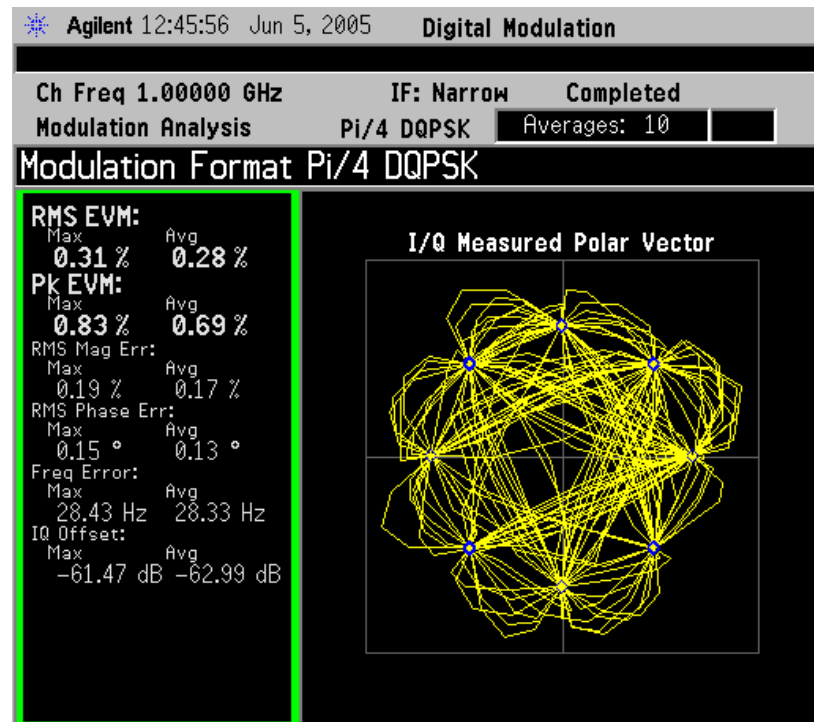 Agilent 12:45:56 Jun 5, 2005 Digital Modulation
Ch Freq 1.00000 GHz IF: Narrow Completed
Modulation Analysis Pi/4 DQPSK Averages: 10
Modulation Format Pi/4 DQPSK
RMS EVM:
Max Avg
0.31 % 0.28 %
Pk EVM:
Max Avg
0.83 % 0.69 %
RMS Mag Err:
Max Avg
0.19 % 0.17 %
RMS Phase Err:
Max Avg
0.15 ° 0.13 °
Freq Error:
Max Avg
28.43 Hz 28.33 Hz
IQ Offset:
Max Avg
-61.47 dB -62.99 dB
I/Q Measured Polar Vector